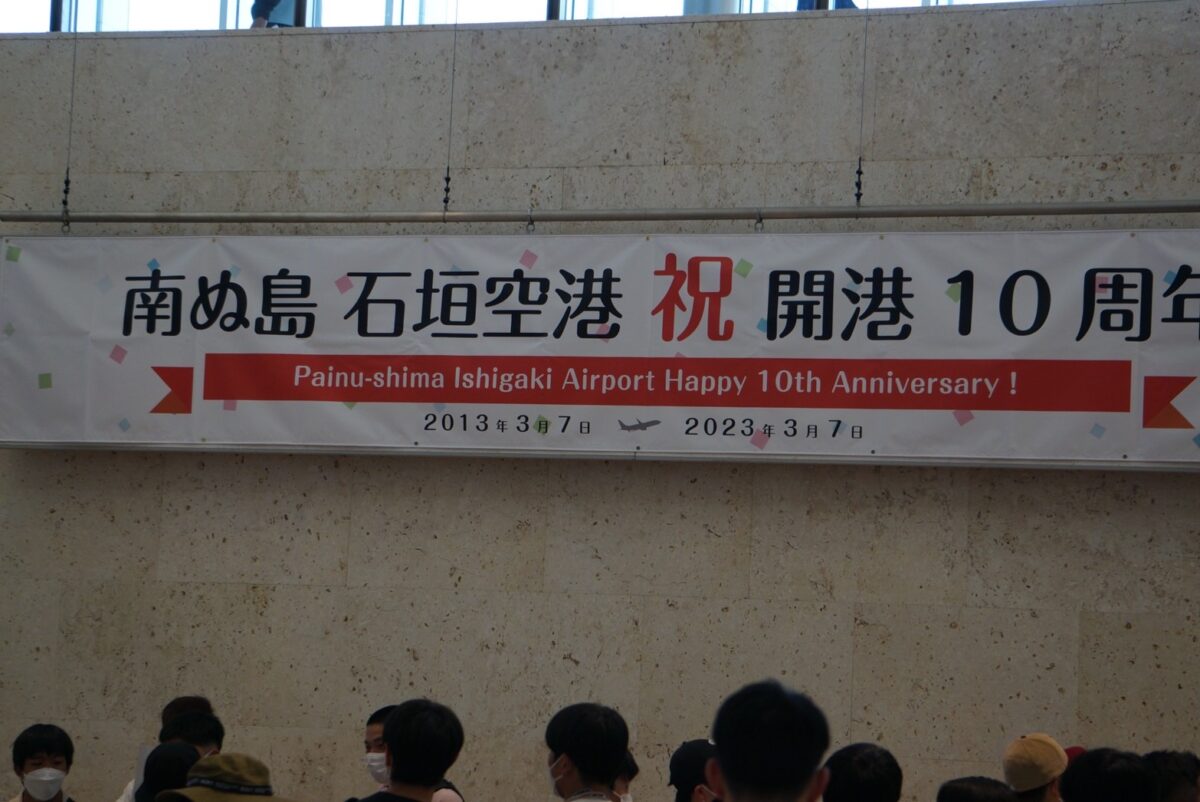 南ぬ島 石垣空港 祝 開港10周年
Painu-shima Ishigaki Airport Happy 10th Anniversary !
2013年3月7日 2023年3月7日